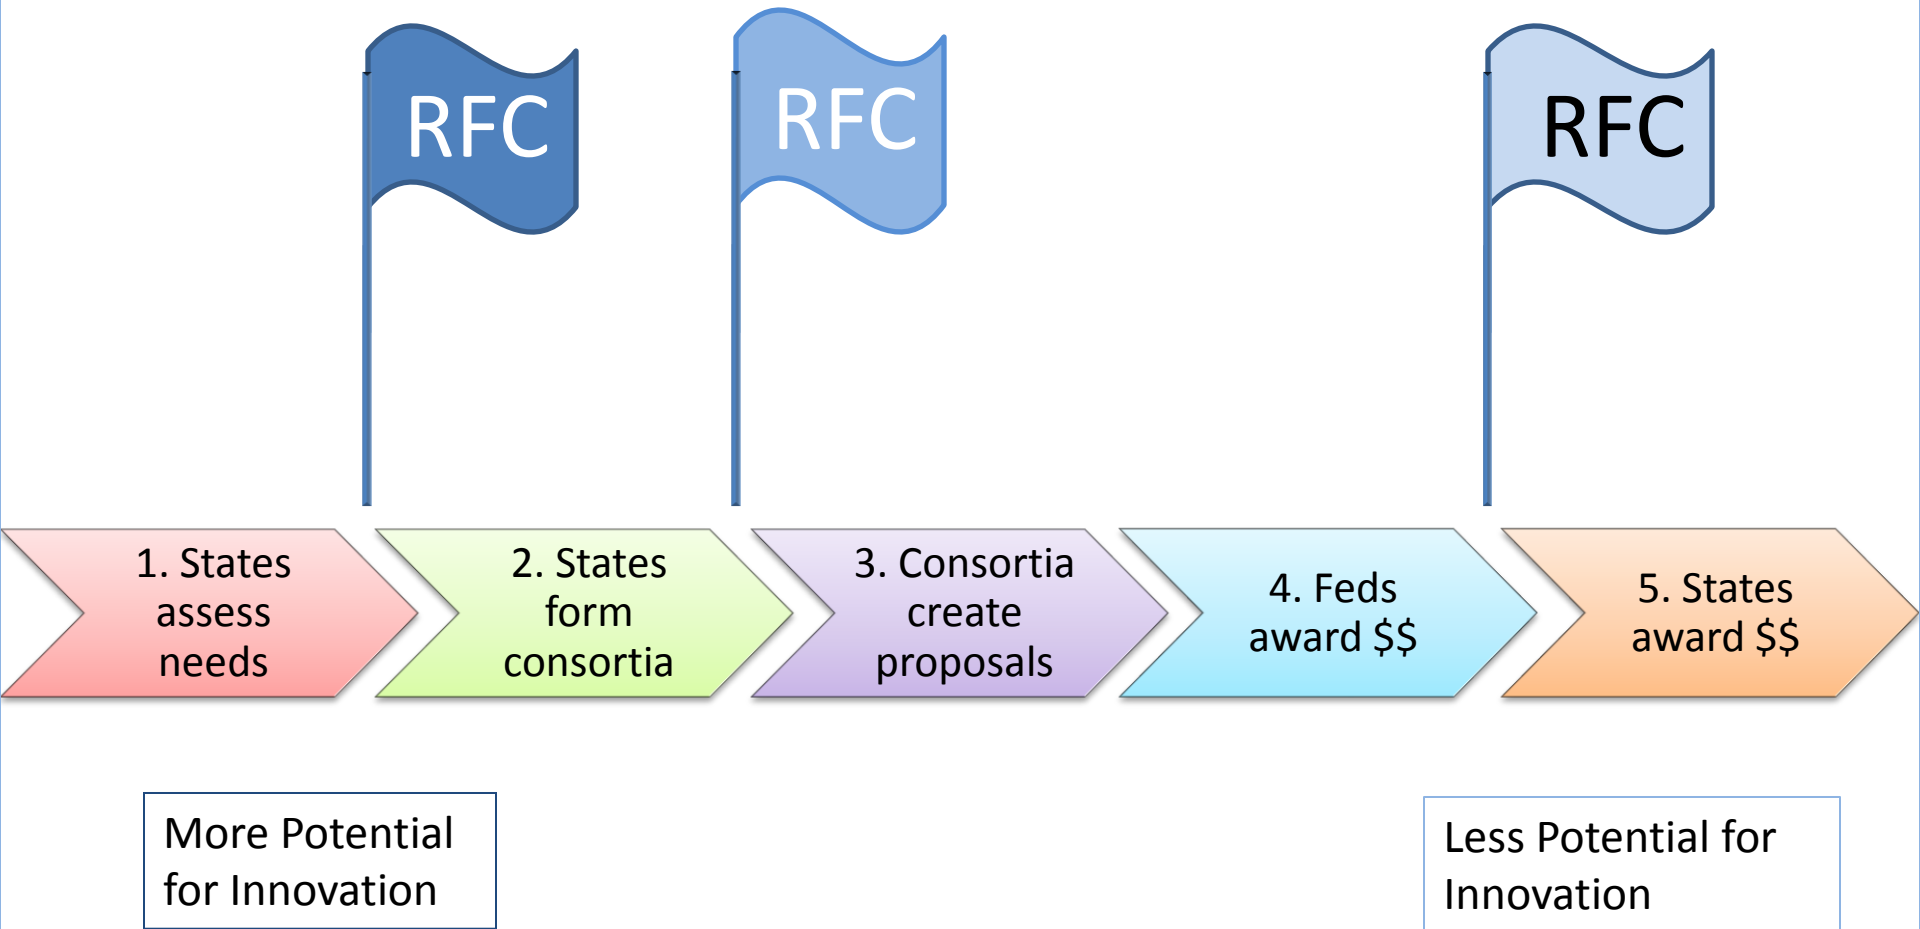 RFC
RFC
RFC
1. States
assess
needs
2. States
form
consortia
3. Consortia
create
proposals
4. Feds
award $$
5. States
award $$
More Potential
for Innovation
Less Potential for
Innovation